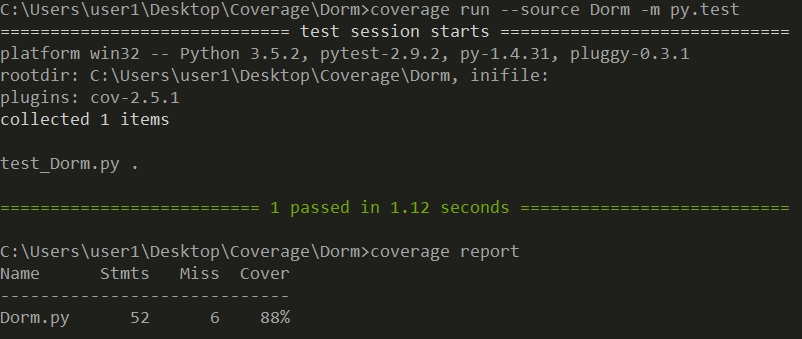 C:\Users\user1\Desktop\Coverage\Dorm>coverage run --source Dorm -m py.test
============================= test session starts =============================
platform win32 -- Python 3.5.2, pytest-2.9.2, py-1.4.31, pluggy-0.3.1
rootdir: C:\Users\user1\Desktop\Coverage\Dorm, inifile:
plugins: cov-2.5.1
collected 1 items
test_Dorm.py .
========================== 1 passed in 1.12 seconds ===========================
C:\Users\user1\Desktop\Coverage\Dorm>coverage report
Name      Stmts   Miss  Cover
-----------------------------
Dorm.py      52      6    88%